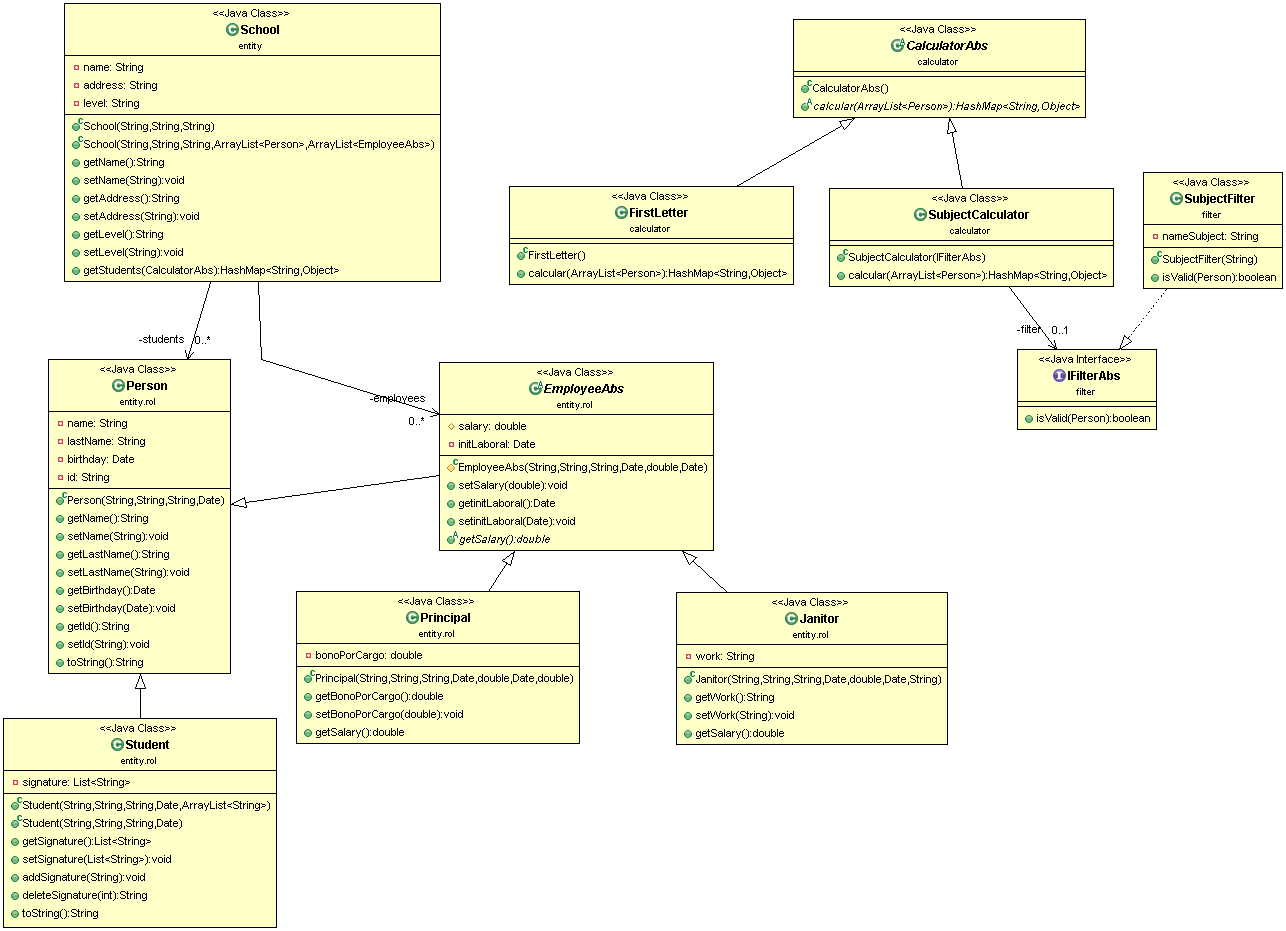 <<Java Class>>
School
entity
name: String
address: String
level: String
School(String,String,String)
School(String,String,String,ArrayList<Person>,ArrayList<EmployeeAbs>)
getName():String
setName(String):void
getAddress():String
setAddress(String):void
getLevel():String
setLevel(String):void
getStudents(CalculatorAbs):HashMap<String,Object>
<<Java Class>>
CalculatorAbs
calculator
CalculatorAbs()
calcular(ArrayList<Person>):HashMap<String,Object>
<<Java Class>>
FirstLetter
calculator
FirstLetter()
calcular(ArrayList<Person>):HashMap<String,Object>
<<Java Class>>
SubjectCalculator
calculator
SubjectCalculator(IFilterAbs)
calcular(ArrayList<Person>):HashMap<String,Object>
<<Java Class>>
SubjectFilter
filter
nameSubject: String
SubjectFilter(String)
isValid(Person):boolean
-filter
0..1
<<Java Interface>>
IFilterAbs
filter
isValid(Person):boolean
-students
0..*
-employees
0..*
<<Java Class>>
Person
entity.rol
name: String
lastName: String
birthday: Date
id: String
Person(String,String,String,Date)
getName():String
setName(String):void
getLastName():String
setLastName(String):void
getBirthday():Date
setBirthday(Date):void
getId():String
setId(String):void
toString():String
<<Java Class>>
EmployeeAbs
entity.rol
salary: double
initLaboral: Date
EmployeeAbs(String,String,String,Date,double,Date)
setSalary(double):void
getinitLaboral():Date
setinitLaboral(Date):void
getSalary():double
<<Java Class>>
Principal
entity.rol
bonoPorCargo: double
Principal(String,String,String,Date,double,Date,double)
getBonoPorCargo():double
setBonoPorCargo(double):void
getSalary():double
<<Java Class>>
Janitor
entity.rol
work: String
Janitor(String,String,String,Date,double,Date,String)
getWork():String
setWork(String):void
getSalary():double
<<Java Class>>
Student
entity.rol
signature: List<String>
Student(String,String,String,Date,ArrayList<String>)
Student(String,String,String,Date)
getSignature():List<String>
setSignature(List<String>):void
addSignature(String):void
deleteSignature(int):String
toString():String